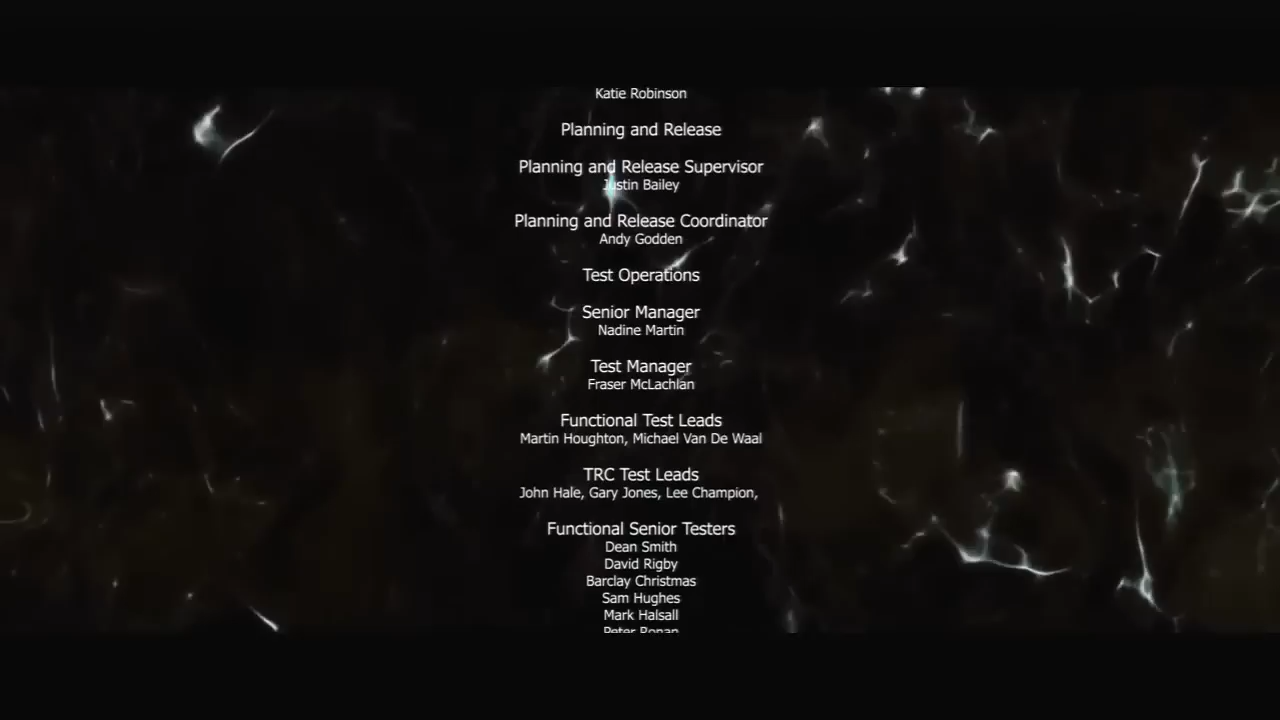 Katie Robinson
Planning and Release
Planning and Release Supervisor
Justin Bailey
Planning and Release Coordinator
Andy Godden
Test Operations
Senior Manager
Nadine Martin
Test Manager
Fraser McLachlan
Functional Test Leads
Martin Houghton, Michael Van De Waal
TRC Test Leads
John Hale, Gary Jones, Lee Champion,
Functional Senior Testers
Dean Smith
David Rigby
Barclay Christmas
Sam Hughes
Mark Halsall
Peter Ronan